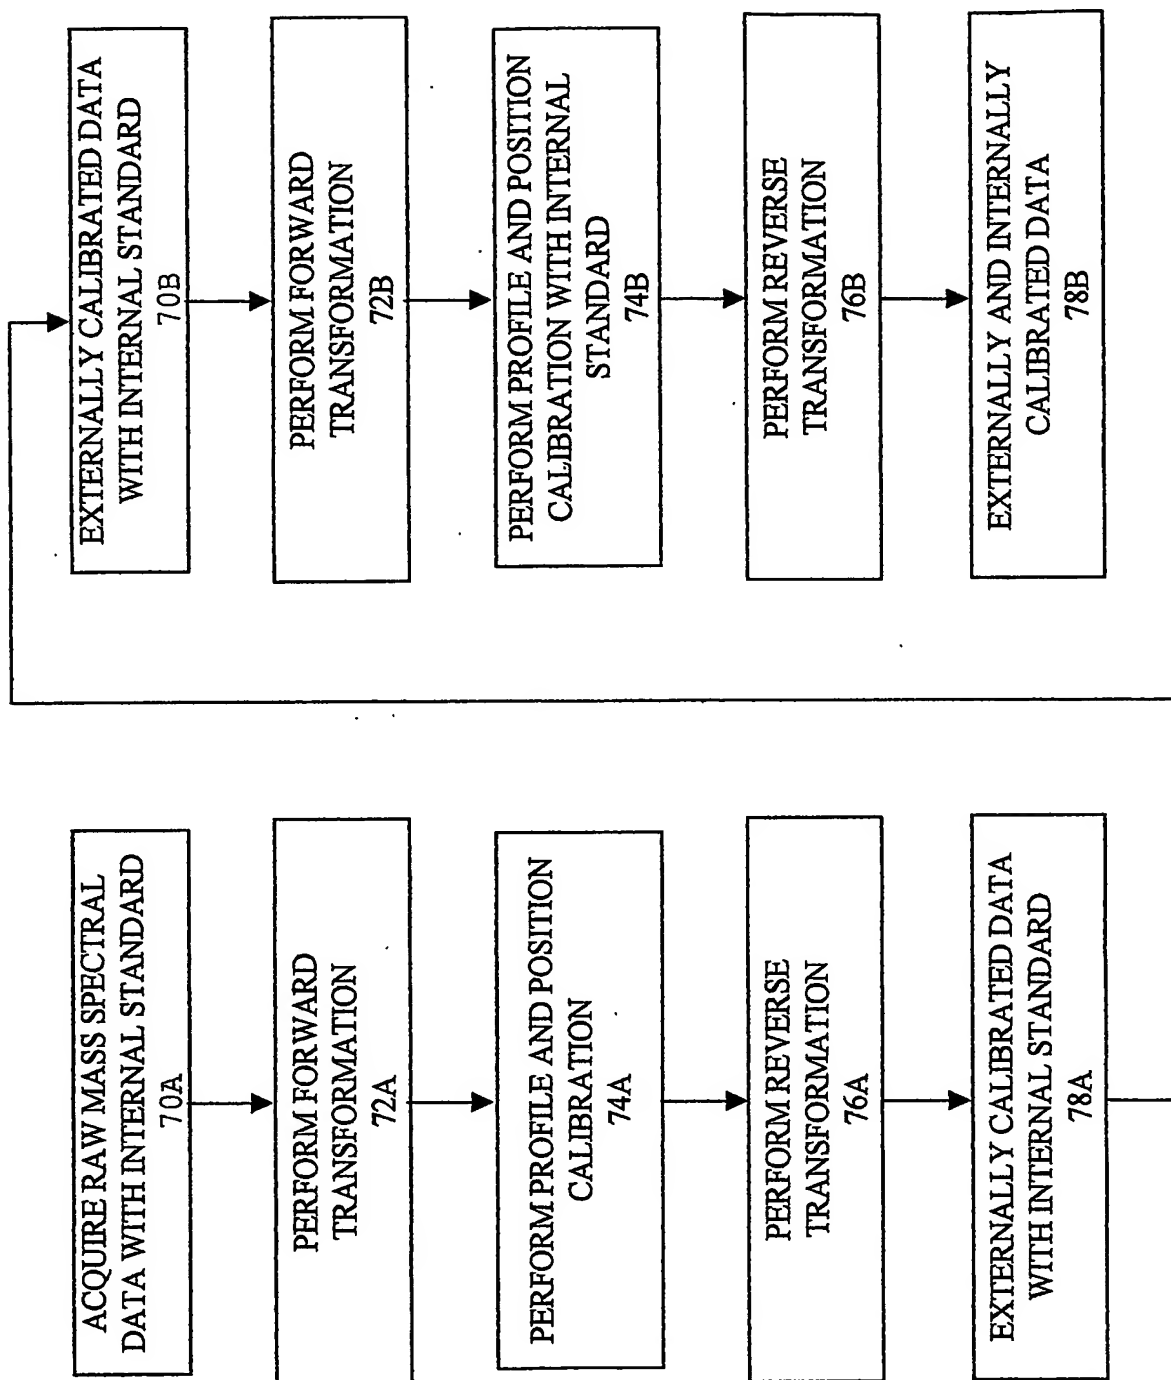 ACQUIRE RAW MASS SPECTRAL
DATA WITH INTERNAL STANDARD
70A
PERFORM FORWARD
TRANSFORMATION
72A
PERFORM PROFILE AND POSITION
CALIBRATION
74A
PERFORM REVERSE
TRANSFORMATION
76A
EXTERNALLY CALIBRATED DATA
WITH INTERNAL STANDARD
78A
EXTERNALLY CALIBRATED DATA
WITH INTERNAL STANDARD
70B
PERFORM FORWARD
TRANSFORMATION
72B
PERFORM PROFILE AND POSITION
CALIBRATION WITH INTERNAL
STANDARD
74B
PERFORM REVERSE
TRANSFORMATION
76B
EXTERNALLY AND INTERNALLY
CALIBRATED DATA
78B